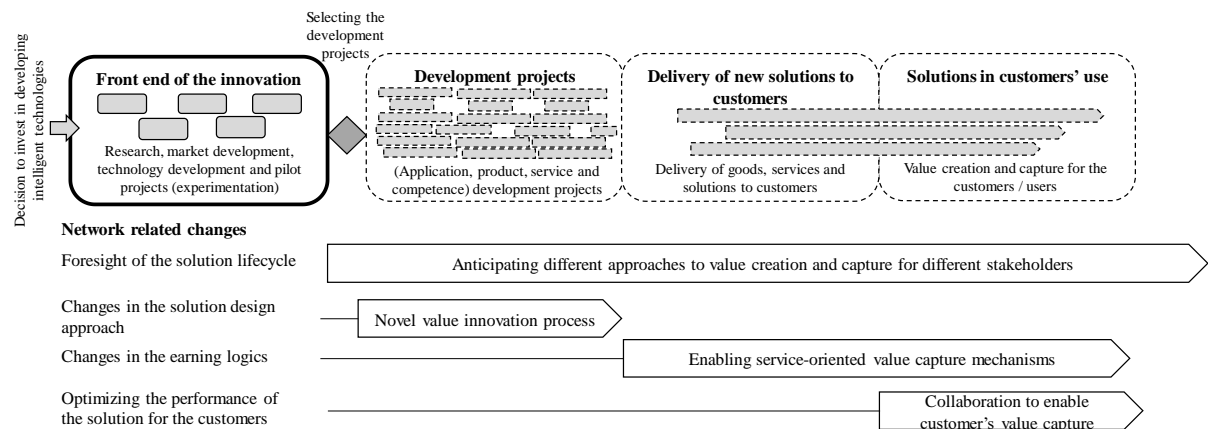 Selecting the
development
projects
Decision to invest in developing
intelligent technologies
Front end of the innovation
Research, market development,
technology development and pilot
projects (experimentation)
Development projects
(Application, product, service and
competence) development projects
Delivery of new solutions to
customers
Delivery of goods, services and
solutions to customers
Solutions in customers' use
Value creation and capture for the
customers / users
Network related changes
Foresight of the solution lifecycle
Anticipating different approaches to value creation and capture for different stakeholders
Changes in the solution design
approach
Novel value innovation process
Changes in the earning logics
Enabling service-oriented value capture mechanisms
Optimizing the performance of
the solution for the customers
Collaboration to enable
customer's value capture